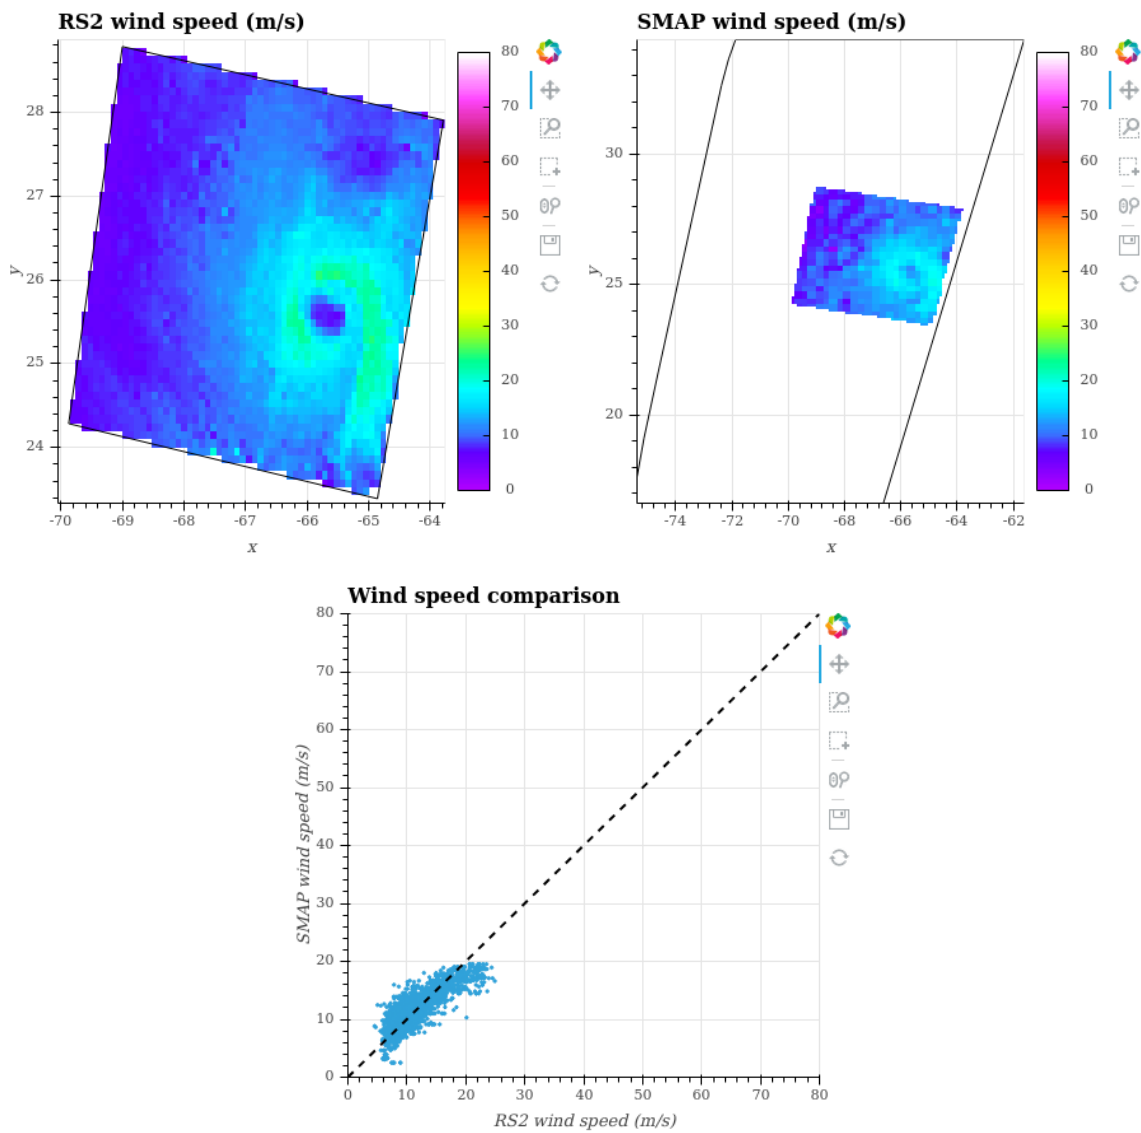 RS2 wind speed (m/s)
28
27
26
25
24
y
-70 -69 -68 -67 -66 -65 -64
x
80
70
60
50
40
30
20
10
0
SMAP wind speed (m/s)
30
25
20
y
-74 -72 -70 -68 -66 -64 -62
x
80
70
60
50
40
30
20
10
0
Wind speed comparison
80
70
60
50
40
30
20
10
0
SMAP wind speed (m/s)
0 10 20 30 40 50 60 70 80
RS2 wind speed (m/s)